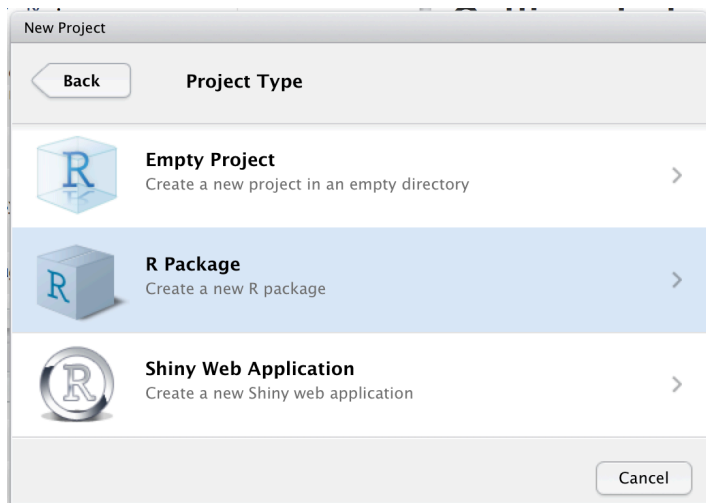 New Project
Back
Project Type
R
Empty Project
Create a new project in an empty directory
R
R Package
Create a new R package
R
Shiny Web Application
Create a new Shiny web application
Cancel